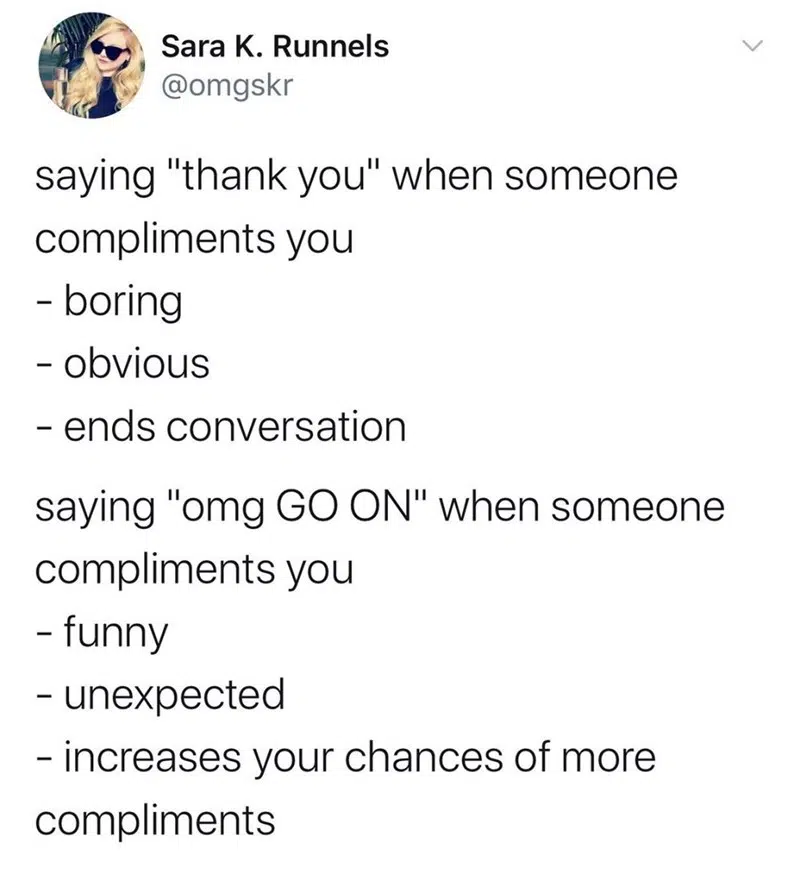 Sara K. Runnels
@omgskr
saying "thank you" when someone
compliments you
- boring
- obvious
- ends conversation
saying "omg GO ON" when someone
compliments you
- funny
- unexpected
- increases your chances of more
compliments